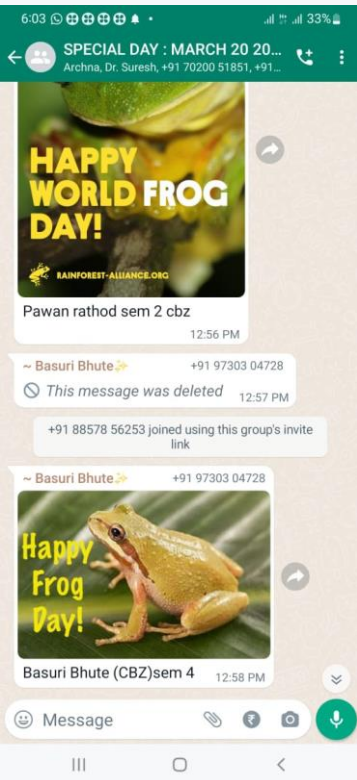 6:03
33%
SPECIAL DAY : MARCH 20 20...
Archna, Dr. Suresh, +91 70200 51851, +91...
HAPPY
WORLD FROG
DAY!
RAINFOREST-ALLIANCE.ORG
Pawan rathod sem 2 cbz
12:56 PM
~ Basuri Bhute✨ +91 97303 04728
This message was deleted 12:57 PM
+91 88578 56253 joined using this group's invite
link
~ Basuri Bhute✨ +91 97303 04728
Happy
Frog
Day!
Basuri Bhute (CBZ)sem 4 12:58 PM
Message